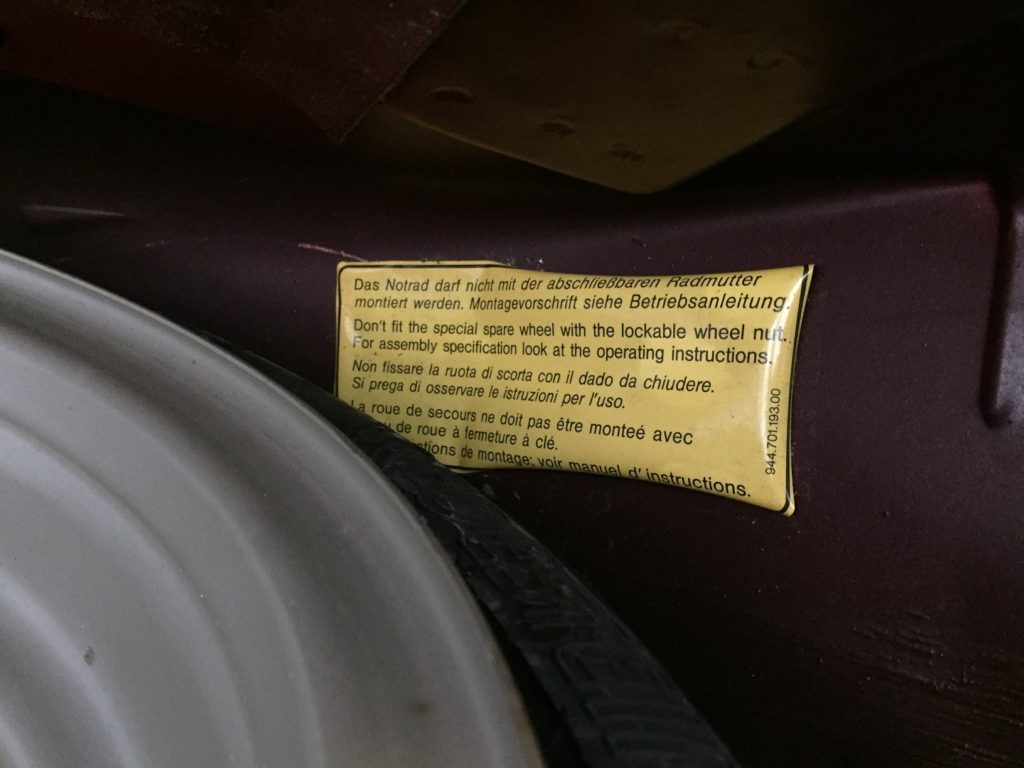 Das Notrad darf nicht mit der abschließbaren Radmutter
montiert werden. Montagevorschrift siehe Betriebsanleitung.
Don't fit the special spare wheel with the lockable wheel nut.
For assembly specification look at the operating instructions.
Non fissare la ruota di scorta con il dado da chiudere.
Si prega di osservare le istruzioni per l'uso.
La roue de secours ne doit pas être monteé avec
de roue à fermeture à clé.
de montage: voir manuel d' instructions.
944.701.193.00